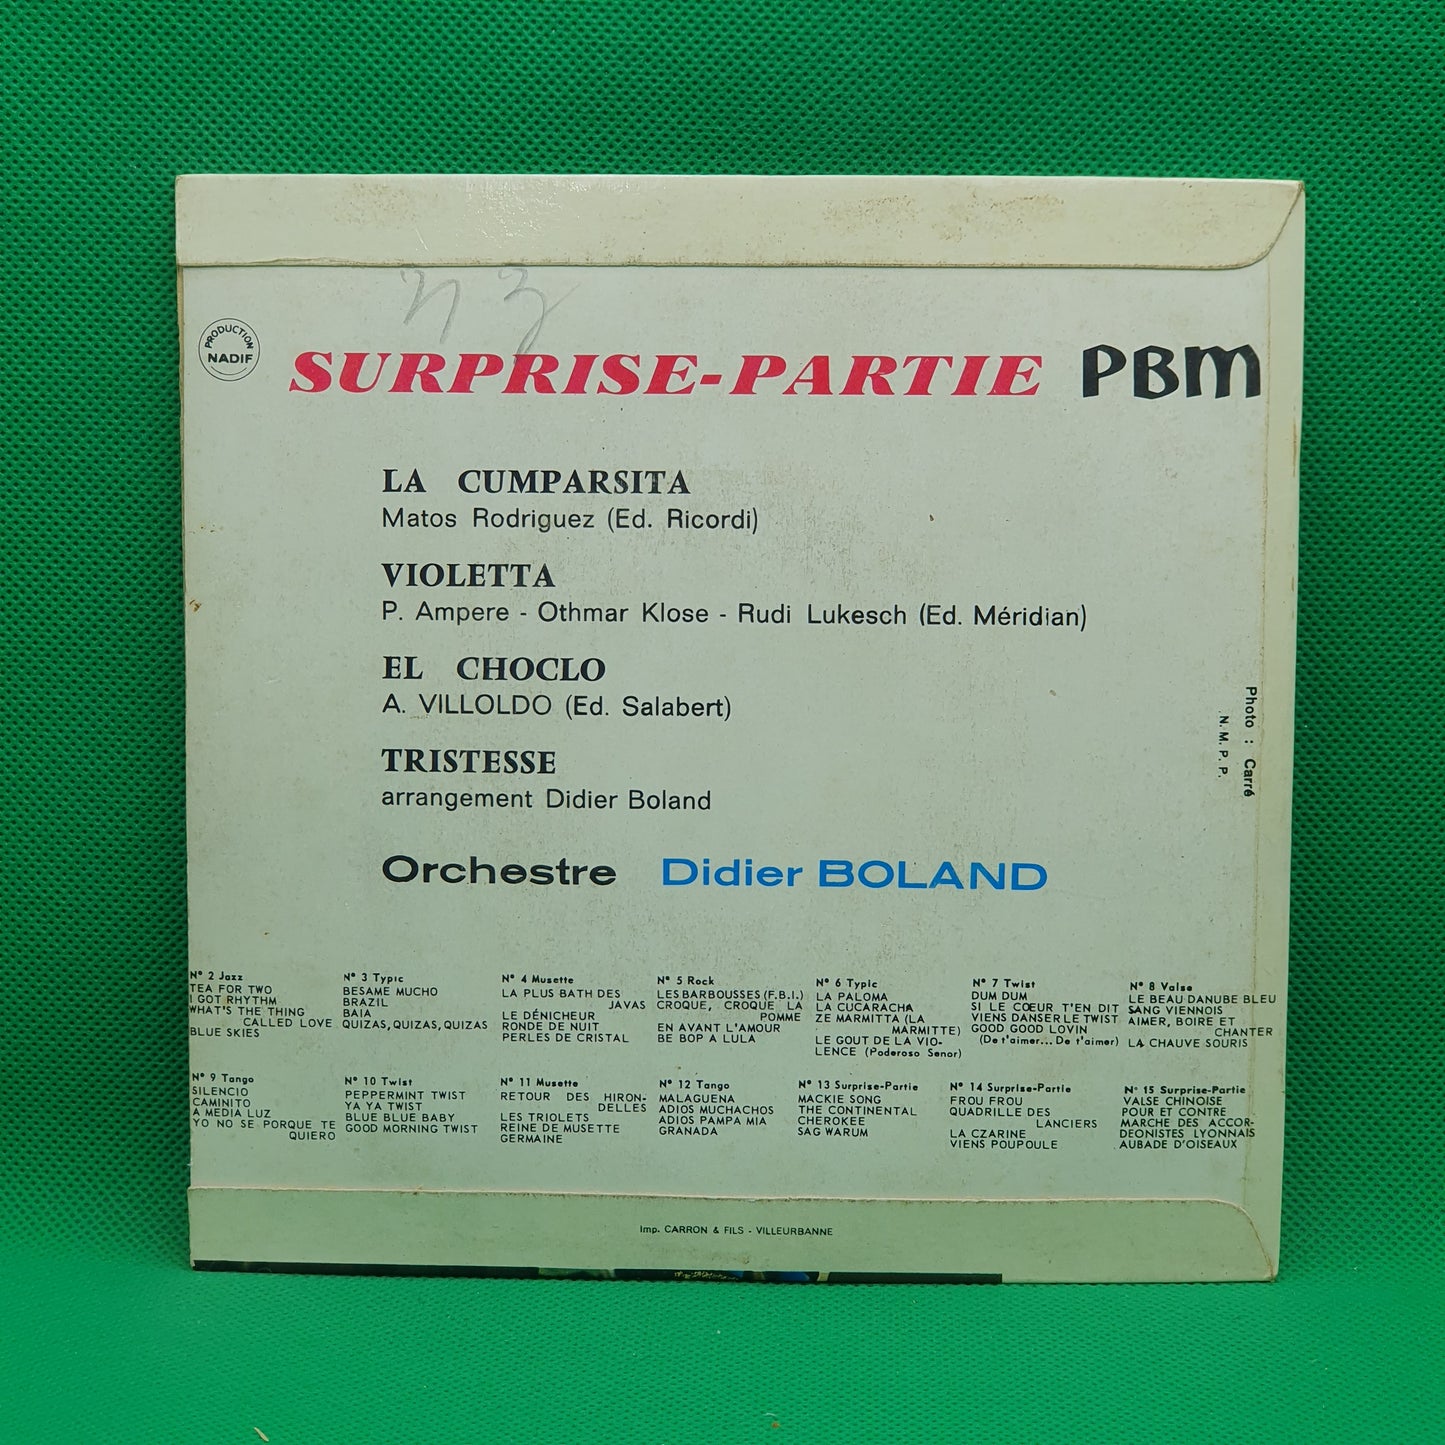 PRODUCTION
NADIF
SURPRISE-PARTIE PBM
LA CUMPARSITA
Matos Rodriguez (Ed. Ricordi)
VIOLETTA
P. Ampere - Othmar Klose - Rudi Lukesch (Ed. Méridian)
EL CHOCLO
A. VILLOLDO (Ed. Salabert)
TRISTESSE
arrangement Didier Boland
Orchestre Didier BOLAND
Photo : Carré
N. M. P. P.
N° 2 Jazz
TEA FOR TWO
I GOT RHYTHM
WHAT'S THE THING
CALLED LOVE
BLUE SKIES
N° 3 Typic
BESAME MUCHO
BRAZIL
BAIA
QUIZAS, QUIZAS, QUIZAS
N° 4 Musette
LA PLUS BATH DES
JAVAS
LE DÉNICHEUR
RONDE DE NUIT
PERLES DE CRISTAL
N° 5 Rock
LES BARBOUSSES (F.B.I.)
CROQUE, CROQUE LA
POMME
EN AVANT L'AMOUR
BE BOP A LULA
N° 6 Typic
LA PALOMA
LA CUCARACHA
ZE MARMITTA (LA
MARMITTE)
LE GOUT DE LA VIO-
LENCE (Poderoso Senor)
N° 7 Twist
DUM DUM
SI LE CŒUR T'EN DIT
VIENS DANSER LE TWIST
GOOD GOOD LOVIN
(De t'aimer... De t'aimer)
N° 8 Valse
LE BEAU DANUBE BLEU
SANG VIENNOIS
AIMER, BOIRE ET
CHANTER
LA CHAUVE SOURIS
N° 9 Tango
SILENCIO
CAMINITO
A MEDIA LUZ
YO NO SE PORQUE TE
QUIERO
N° 10 Twist
PEPPERMINT TWIST
YA YA TWIST
BLUE BLUE BABY
GOOD MORNING TWIST
N° 11 Musette
RETOUR DES HIRON-
DELLES
LES TRIOLETS
REINE DE MUSETTE
GERMAINE
N° 12 Tango
MALAGUENA
ADIOS MUCHACHOS
ADIOS PAMPA MIA
GRANADA
N° 13 Surprise-Partie
MACKIE SONG
THE CONTINENTAL
CHEROKEE
SAG WARUM
N° 14 Surprise-Partie
FROU FROU
QUADRILLE DES
LANCIERS
LA CZARINE
VIENS POUPOULE
N° 15 Surprise-Partie
VALSE CHINOISE
POUR ET CONTRE
MARCHE DES ACCOR-
DEONISTES LYONNAIS
AUBADE D'OISEAUX
Imp. CARRON & FILS - VILLEURBANNE